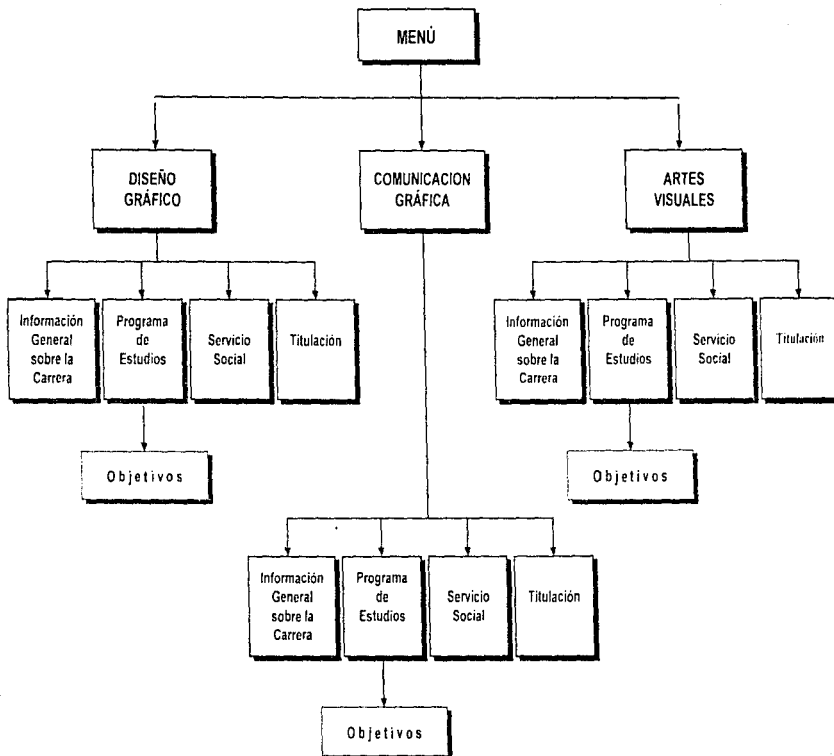 MENÚ
DISEÑO
GRÁFICO
COMUNICACION
GRÁFICA
ARTES
VISUALES
Información
General
sobre la
Carrera
Programa
de
Estudios
Servicio
Social
Titulación
Objetivos
Información
General
sobre la
Carrera
Programa
de
Estudios
Servicio
Social
Titulación
Objetivos
Información
General
sobre la
Carrera
Programa
de
Estudios
Servicio
Social
Titulación
Objetivos